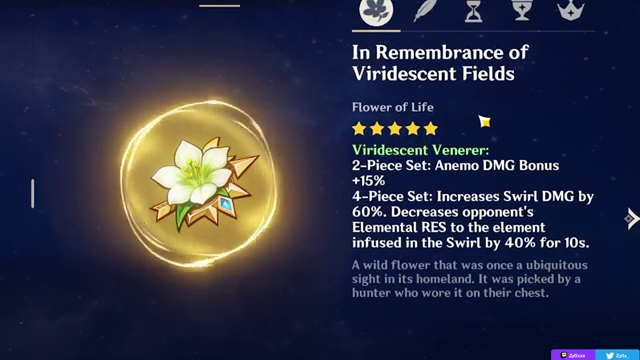 In Remembrance of
Viridescent Fields
Flower of Life
Viridescent Venerer:
2-Piece Set: Anemo DMG Bonus
+15%
4-Piece Set: Increases Swirl DMG by
60%. Decreases opponent's
Elemental RES to the element
infused in the Swirl by 40% for 10s.
A wild flower that was once a ubiquitous
sight in its homeland. It was picked by a
hunter who wore it on their chest.